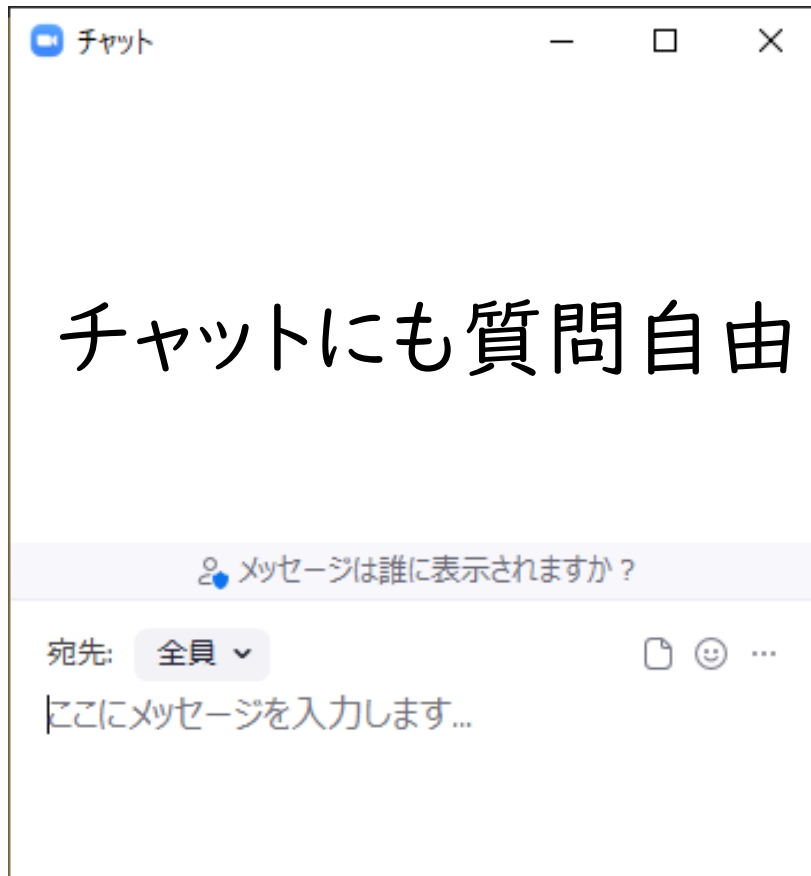 チャット
チャットにも質問自由
メッセージは誰に表示されますか？
宛先: 全員
ここにメッセージを入力します...